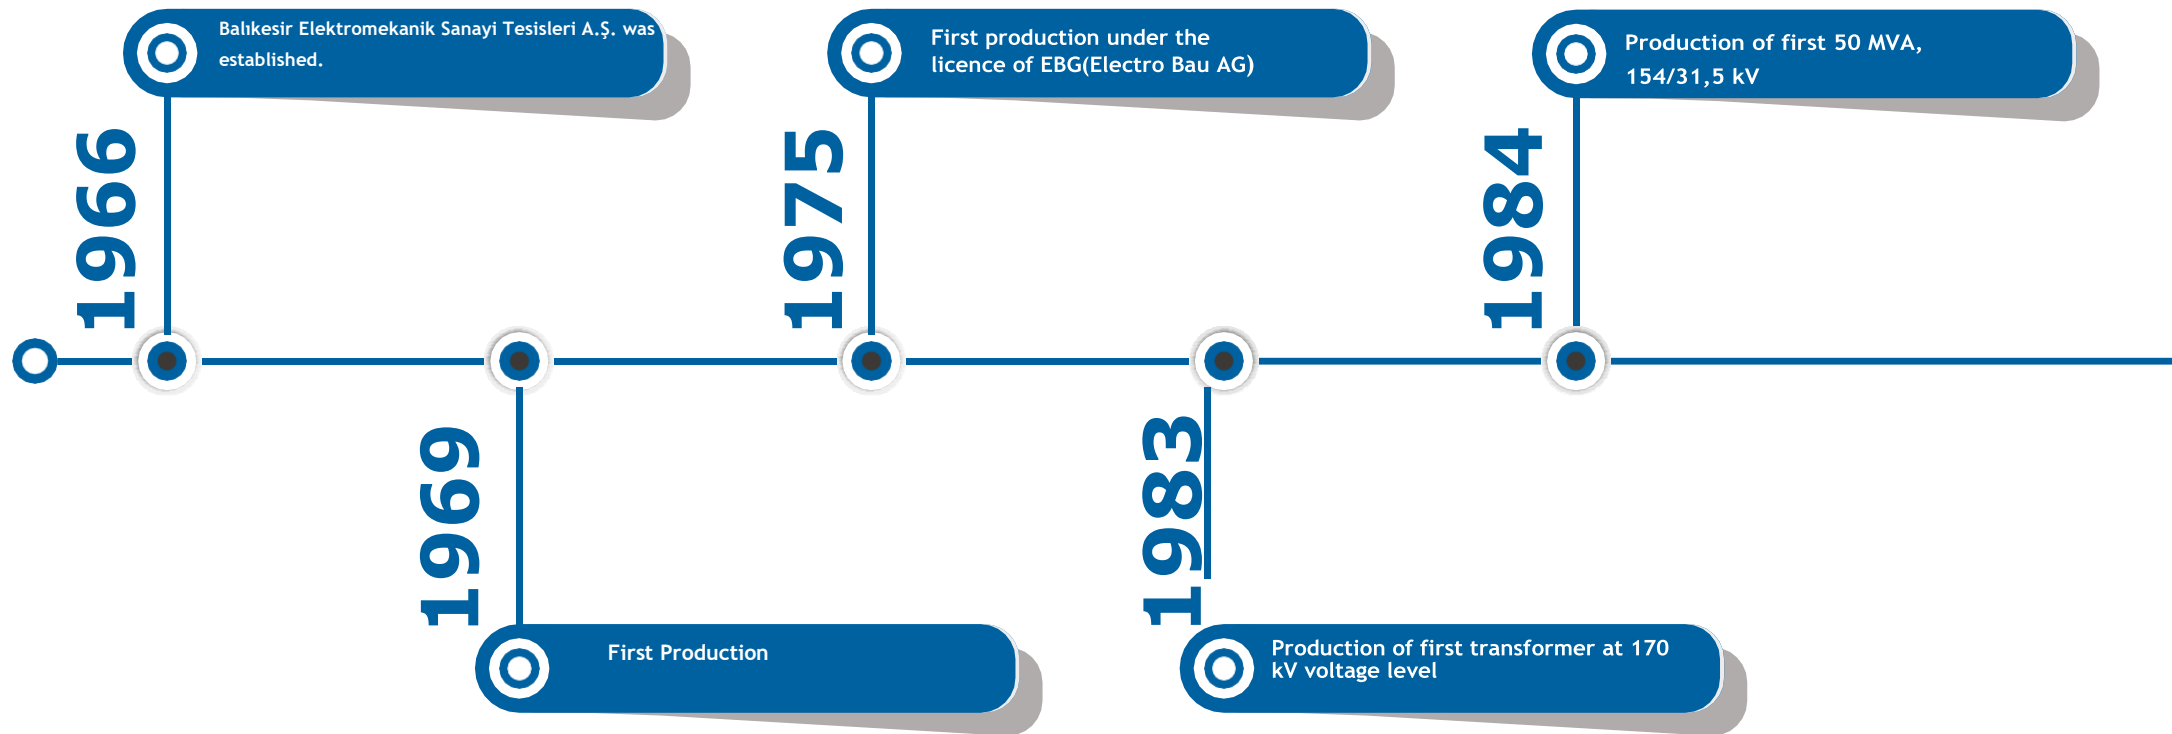 1966
Balıkesir Elektromekanik Sanayi Tesisleri A.Ş. was
established.
1969
First Production
1975
First production under the
licence of EBG(Electro Bau AG)
1983
Production of first transformer at 170
kV voltage level
1984
Production of first 50 MVA,
154/31,5 kV